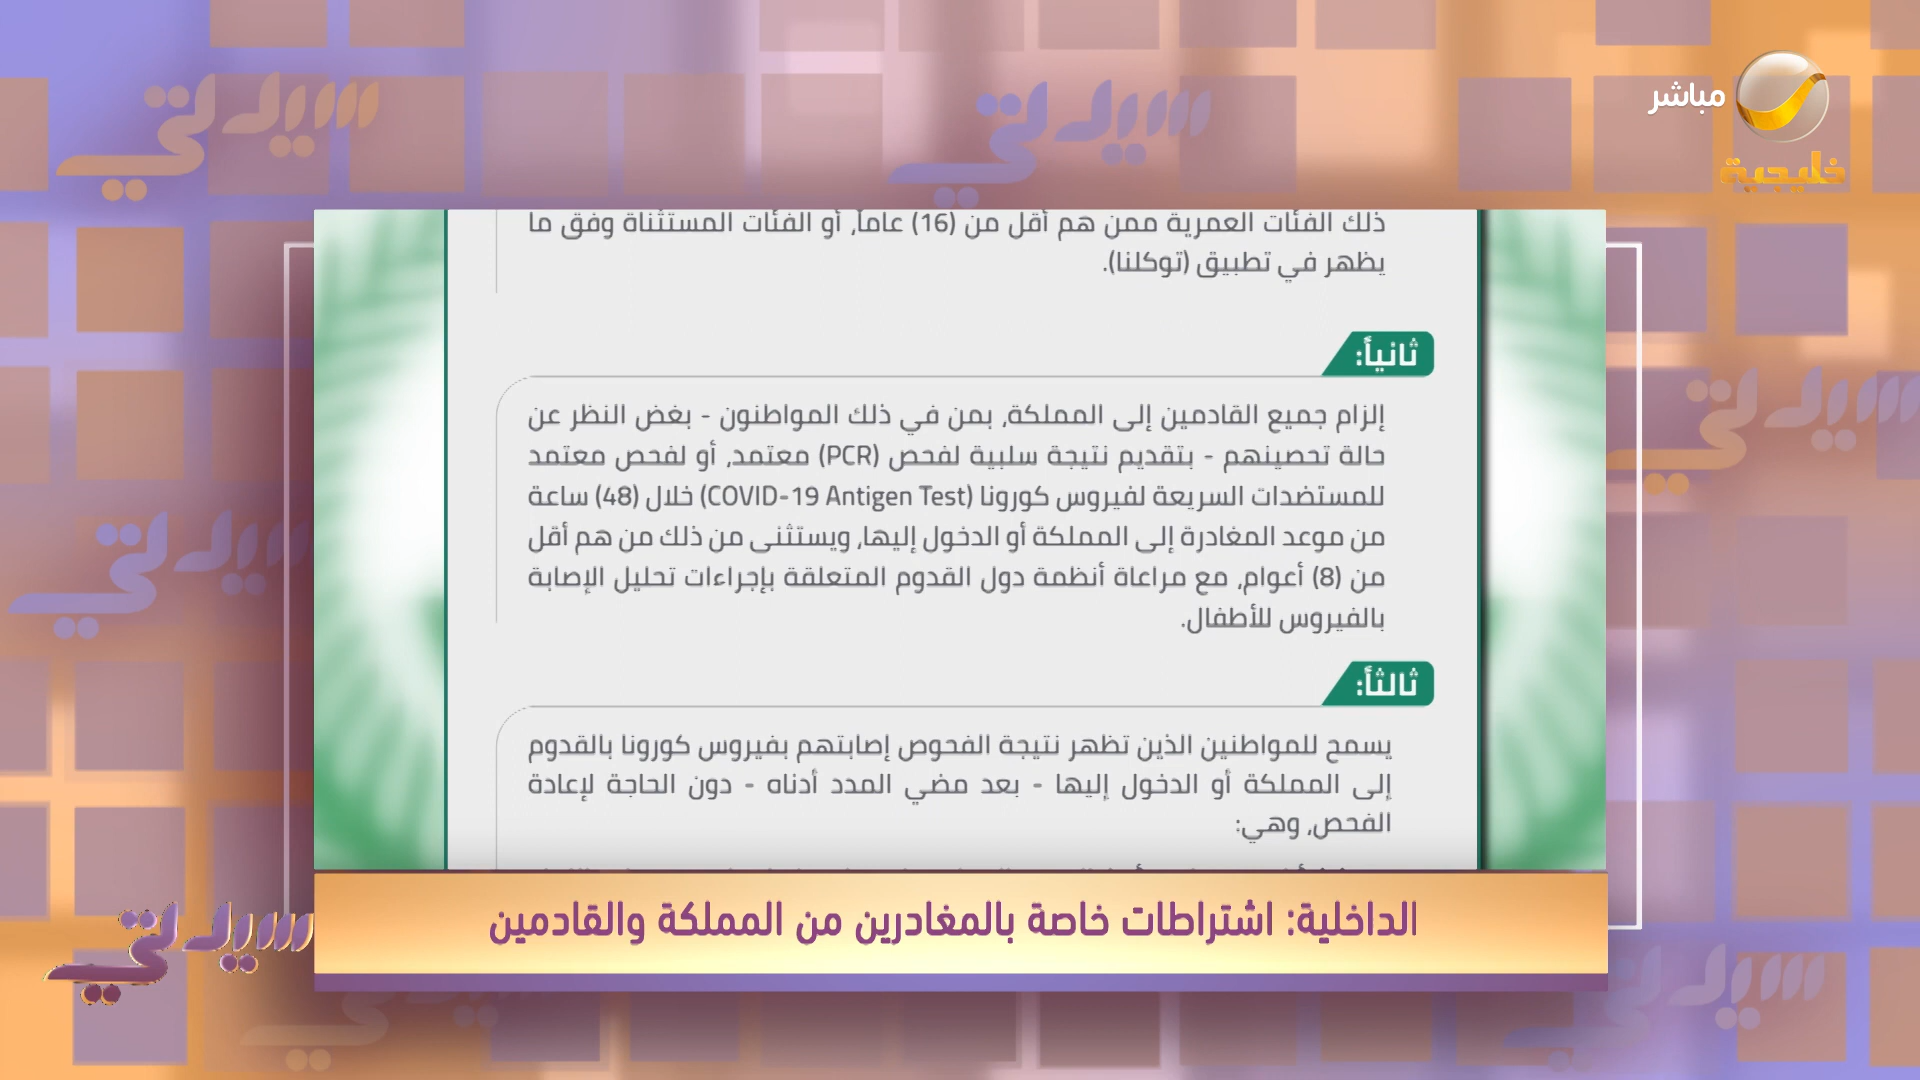 مباشر
خليجية
سيدتي
ذلك الفئات العمرية ممن هم أقل من (16) عاماً، أو الفئات المستثناة وفق ما
يظهر في تطبيق (توكلنا).
ثانياً:
إلزام جميع القادمين إلى المملكة، بمن في ذلك المواطنون - بغض النظر عن
حالة تحصينهم - بتقديم نتيجة سلبية لفحص (PCR) معتمد، أو لفحص معتمد
للمستضدات السريعة لفيروس كورونا (COVID-19 Antigen Test) خلال (48) ساعة
من موعد المغادرة إلى المملكة أو الدخول إليها، ويستثنى من ذلك من هم أقل
من (8) أعوام، مع مراعاة أنظمة دول القدوم المتعلقة بإجراءات تحليل الإصابة
بالفيروس للأطفال.
ثالثاً:
يسمح للمواطنين الذين تظهر نتيجة الفحوص إصابتهم بفيروس كورونا بالقدوم
إلى المملكة أو الدخول إليها - بعد مضي المدد أدناه - دون الحاجة لإعادة
الفحص، وهي:
الداخلية: اشتراطات خاصة بالمغادرين من المملكة والقادمين
سيدتي